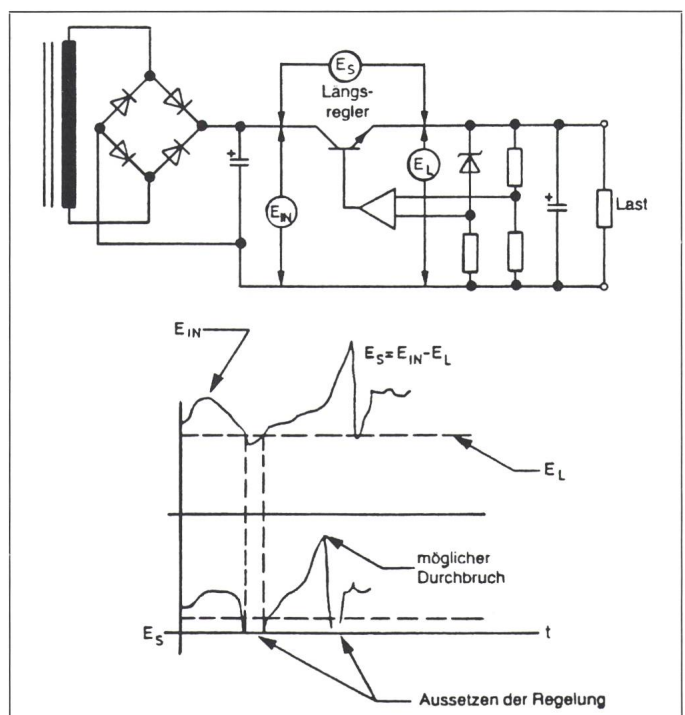 E_S
Längs-
regler
+
E_IN
E_L
+
Last
E_IN
E_S=E_IN-E_L
E_L
möglicher
Durchbruch
E_S
t
Aussetzen der Regelung